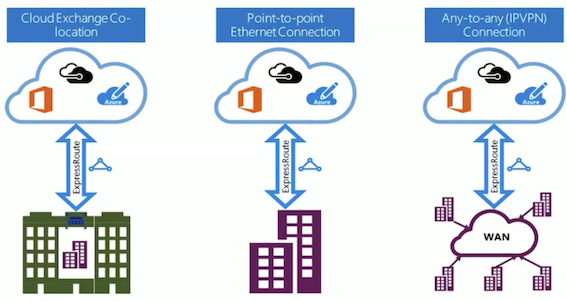 Cloud Exchange Co-
location
Point-to-point
Ethernet Connection
Any-to-any (IPVPN)
Connection
Azure
Azure
Azure
ExpressRoute
ExpressRoute
ExpressRoute
WAN